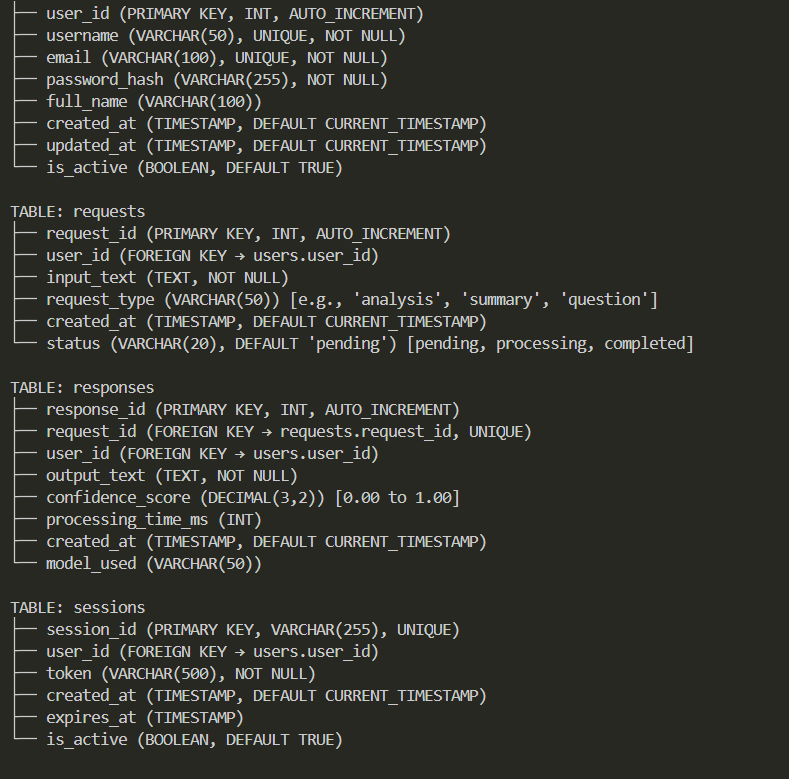 ├── user_id (PRIMARY KEY, INT, AUTO_INCREMENT)
├── username (VARCHAR(50), UNIQUE, NOT NULL)
├── email (VARCHAR(100), UNIQUE, NOT NULL)
├── password_hash (VARCHAR(255), NOT NULL)
├── full_name (VARCHAR(100))
├── created_at (TIMESTAMP, DEFAULT CURRENT_TIMESTAMP)
├── updated_at (TIMESTAMP, DEFAULT CURRENT_TIMESTAMP)
└── is_active (BOOLEAN, DEFAULT TRUE)

TABLE: requests
├── request_id (PRIMARY KEY, INT, AUTO_INCREMENT)
├── user_id (FOREIGN KEY → users.user_id)
├── input_text (TEXT, NOT NULL)
├── request_type (VARCHAR(50)) [e.g., 'analysis', 'summary', 'question']
├── created_at (TIMESTAMP, DEFAULT CURRENT_TIMESTAMP)
└── status (VARCHAR(20), DEFAULT 'pending') [pending, processing, completed]

TABLE: responses
├── response_id (PRIMARY KEY, INT, AUTO_INCREMENT)
├── request_id (FOREIGN KEY → requests.request_id, UNIQUE)
├── user_id (FOREIGN KEY → users.user_id)
├── output_text (TEXT, NOT NULL)
├── confidence_score (DECIMAL(3,2)) [0.00 to 1.00]
├── processing_time_ms (INT)
├── created_at (TIMESTAMP, DEFAULT CURRENT_TIMESTAMP)
└── model_used (VARCHAR(50))

TABLE: sessions
├── session_id (PRIMARY KEY, VARCHAR(255), UNIQUE)
├── user_id (FOREIGN KEY → users.user_id)
├── token (VARCHAR(500), NOT NULL)
├── created_at (TIMESTAMP, DEFAULT CURRENT_TIMESTAMP)
├── expires_at (TIMESTAMP)
└── is_active (BOOLEAN, DEFAULT TRUE)